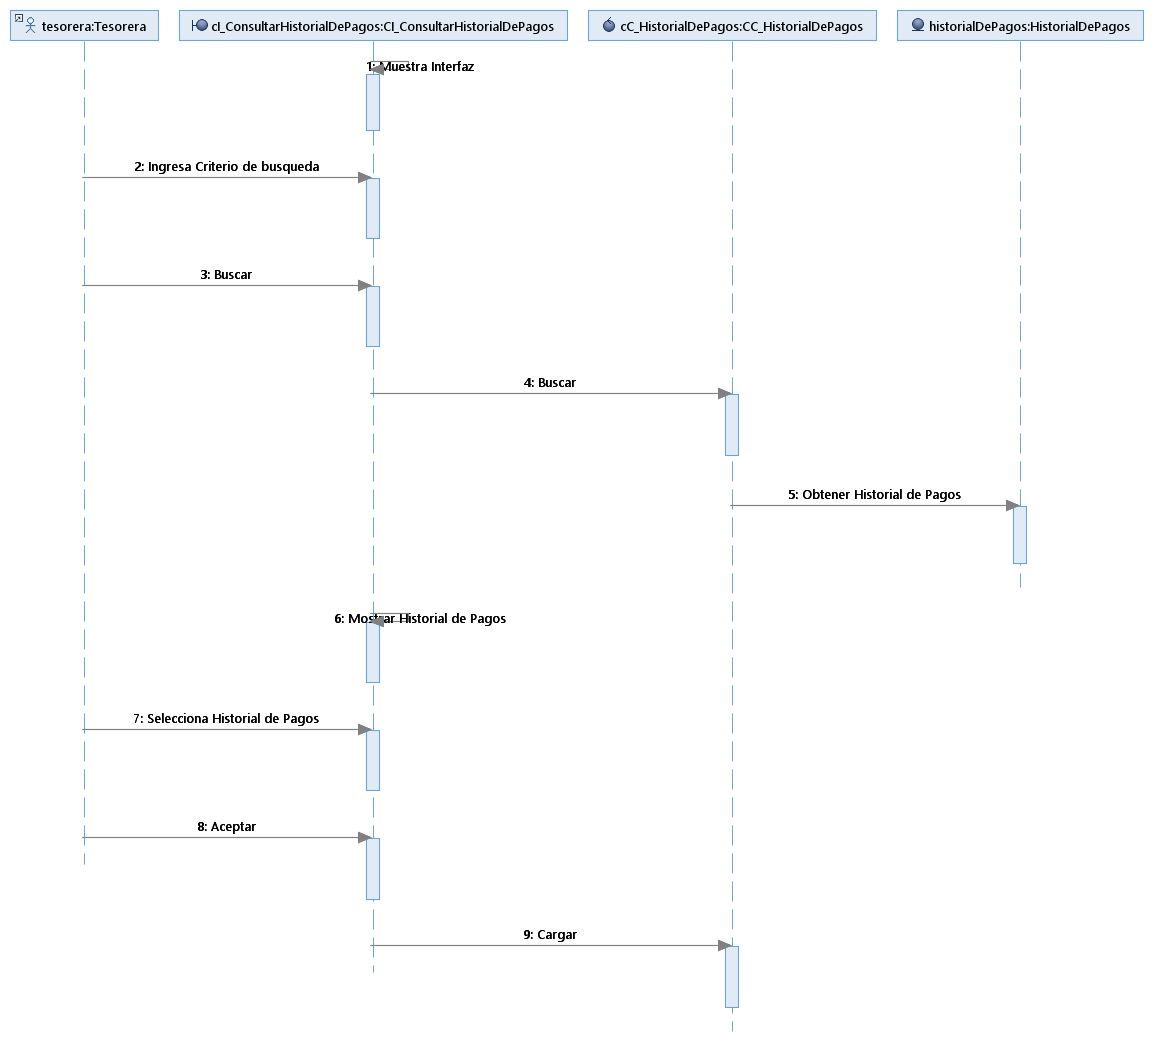 tesorera:Tesorera
cI_ConsultarHistorialDePagos:CI_ConsultarHistorialDePagos
cC_HistorialDePagos:CC_HistorialDePagos
historialDePagos:HistorialDePagos
1: Muestra Interfaz
2: Ingresa Criterio de busqueda
3: Buscar
4: Buscar
5: Obtener Historial de Pagos
6: Mostrar Historial de Pagos
7: Selecciona Historial de Pagos
8: Aceptar
9: Cargar